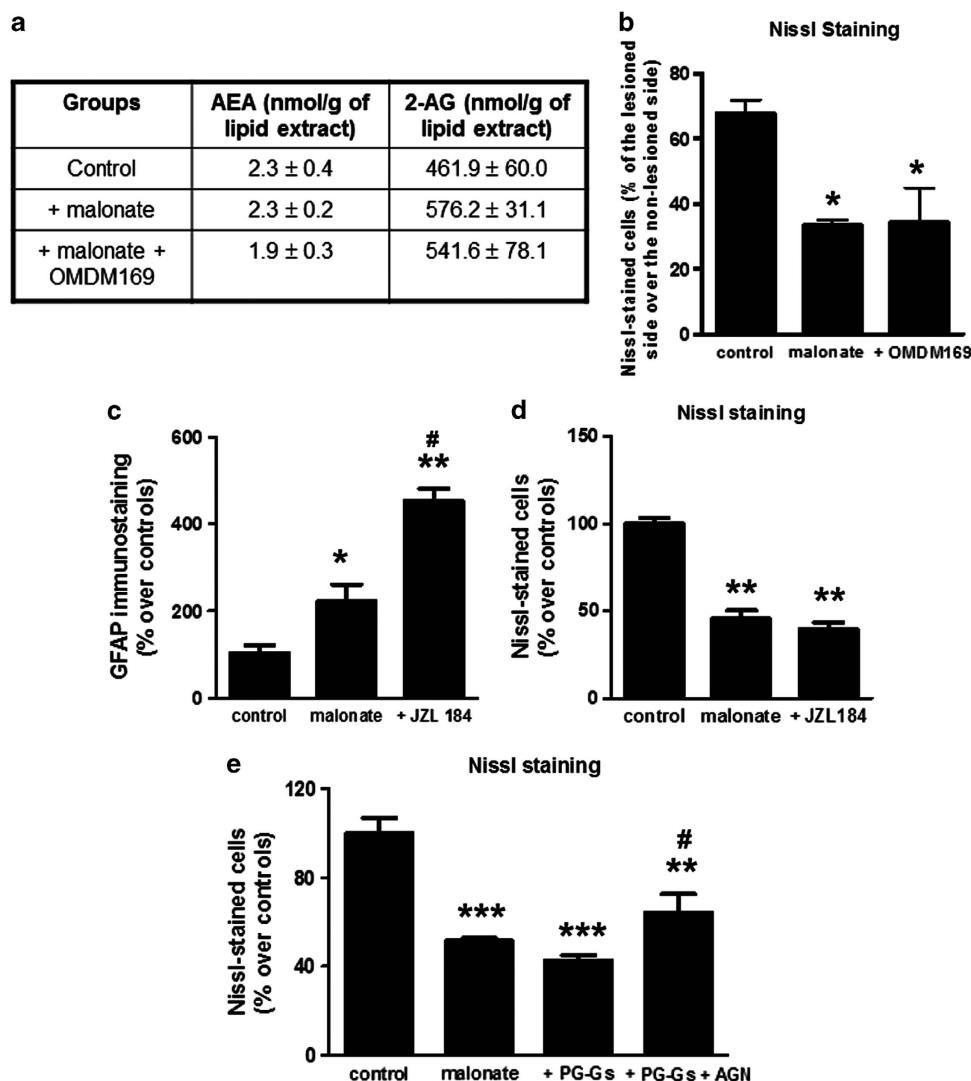 a
Groups AEA (nmol/g of lipid extract) 2-AG (nmol/g of lipid extract)
Control 2.3 ± 0.4 461.9 ± 60.0
+ malonate 2.3 ± 0.2 576.2 ± 31.1
+ malonate + OMDM169 1.9 ± 0.3 541.6 ± 78.1
b
Nissl Staining
Nissl-stained cells (% of the lesioned
side over the non-lesioned side)
80
60
40
20
0
*
*
control malonate + OMDM169
c
GFAP immunostaining
(% over controls)
600
400
200
0
*
#
**
control malonate + JZL 184
d
Nissl staining
Nissl-stained cells
(% over controls)
150
100
50
0
**
**
control malonate + JZL184
e
Nissl staining
Nissl-stained cells
(% over controls)
120
80
40
0
***
***
#
**
control malonate + PG-Gs + PG-Gs + AGN